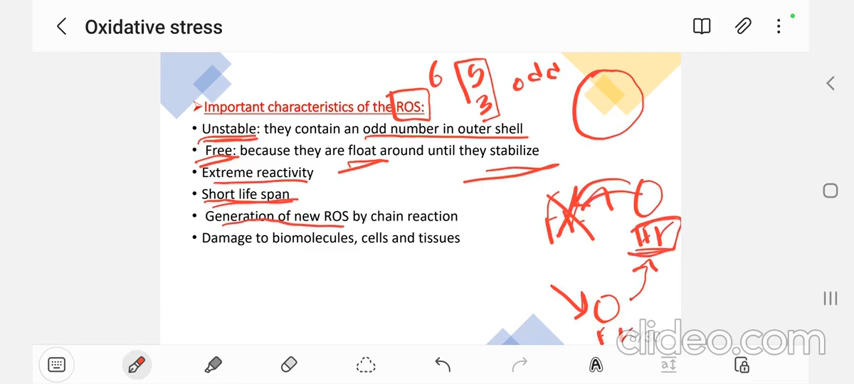 Oxidative stress
6 5 odd
3
➢Important characteristics of the ROS:
• Unstable: they contain an odd number in outer shell
• Free: because they are float around until they stabilize
• Extreme reactivity
• Short life span
• Generation of new ROS by chain reaction
• Damage to biomolecules, cells and tissues
clideo.com